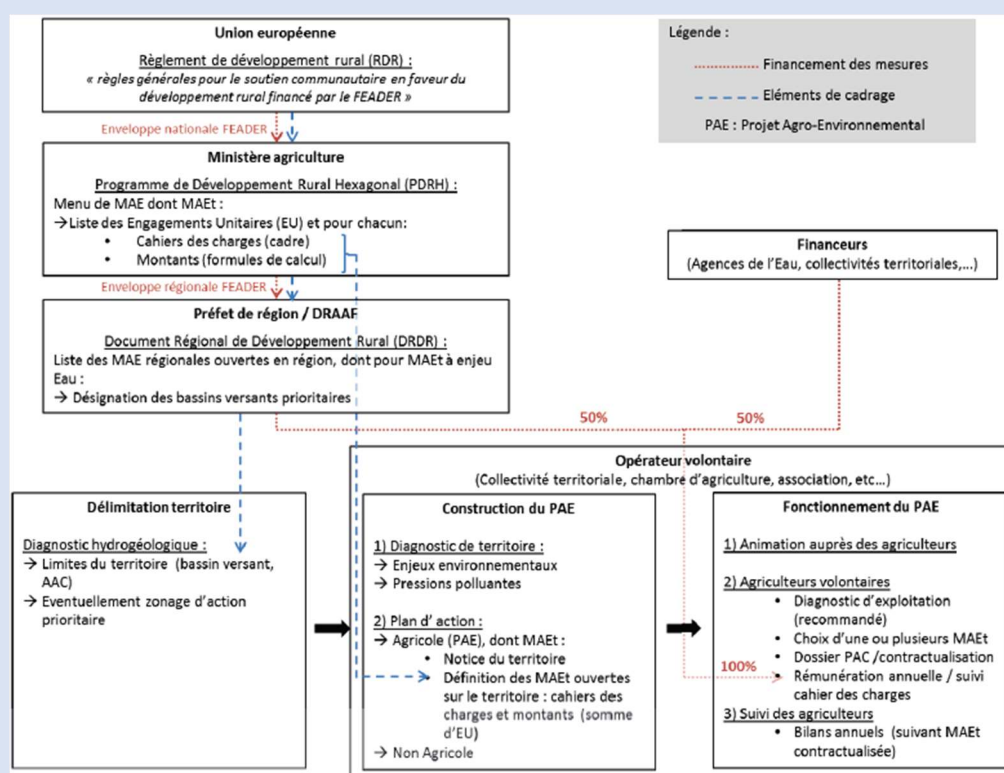 Union européenne
Règlement de développement rural (RDR) :
« règles générales pour le soutien communautaire en faveur du
développement rural financé par le FEADER »
Légende :
Financement des mesures
Eléments de cadrage
PAE : Projet Agro-Environnemental
Enveloppe nationale FEADER
Ministère agriculture
Programme de Développement Rural Hexagonal (PDRH) :
Menu de MAE dont MAEt :
→Liste des Engagements Unitaires (EU) et pour chacun:
• Cahiers des charges (cadre)
• Montants (formules de calcul)
Financeurs
(Agences de l'Eau, collectivités territoriales,...)
Enveloppe régionale FEADER
Préfet de région / DRAAF
Document Régional de Développement Rural (DRDR) :
Liste des MAE régionales ouvertes en région, dont pour MAEt à enjeu
Eau :
→ Désignation des bassins versants prioritaires
50%
50%
Opérateur volontaire
(Collectivité territoriale, chambre d'agriculture, association, etc...)
Délimitation territoire
Diagnostic hydrogéologique :
→ Limites du territoire (bassin versant,
AAC)
→ Eventuellement zonage d'action
prioritaire
Construction du PAE
1) Diagnostic de territoire :
→ Enjeux environnementaux
→ Pressions polluantes
2) Plan d' action :
→ Agricole (PAE), dont MAEt :
• Notice du territoire
• Définition des MAEt ouvertes
sur le territoire : cahiers des
charges et montants (somme
d'EU)
→ Non Agricole
Fonctionnement du PAE
1) Animation auprès des agriculteurs
2) Agriculteurs volontaires
• Diagnostic d'exploitation
(recommandé)
• Choix d'une ou plusieurs MAEt
• Dossier PAC /contractualisation
100%
• Rémunération annuelle / suivi
cahier des charges
3) Suivi des agriculteurs
• Bilans annuels (suivant MAEt
contractualisée)